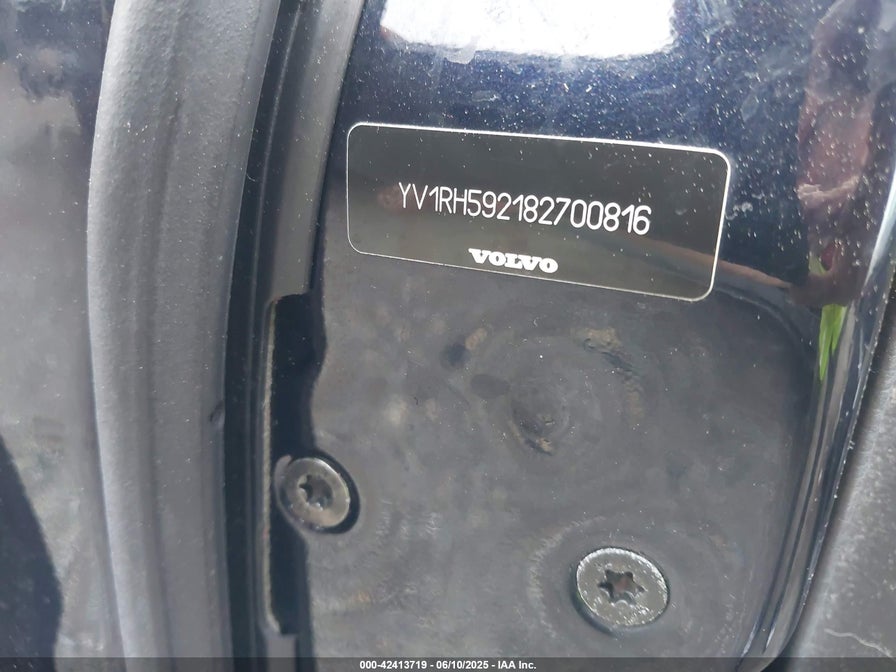 YV1RH592182700816
VOLVO
000-42413719 - 06/10/2025 - IAA Inc.